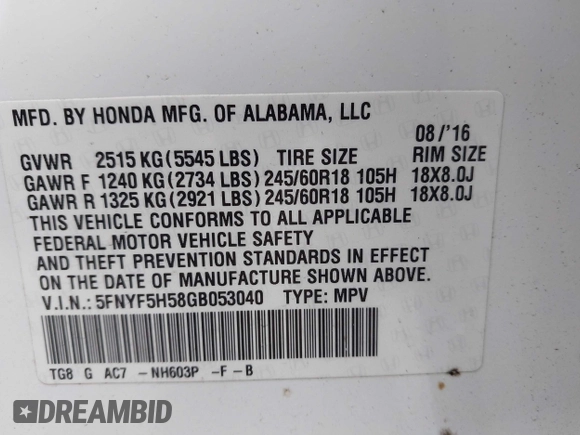 MFD. BY HONDA MFG. OF ALABAMA, LLC
08/'16
GVWR 2515 KG(5545 LBS) TIRE SIZE RIM SIZE
GAWR F 1240 KG(2734 LBS) 245/60R18 105H 18X8.0J
GAWR R 1325 KG(2921 LBS) 245/60R18 105H 18X8.0J
THIS VEHICLE CONFORMS TO ALL APPLICABLE
FEDERAL MOTOR VEHICLE SAFETY
AND THEFT PREVENTION STANDARDS IN EFFECT
ON THE DATE OF MANUFACTURE SHOWN ABOVE.
V.I.N.: 5FNYF5H58GB053040 TYPE: MPV
TG8 G AC7 -NH603P -F-B
DREAMBID
dreambid.com